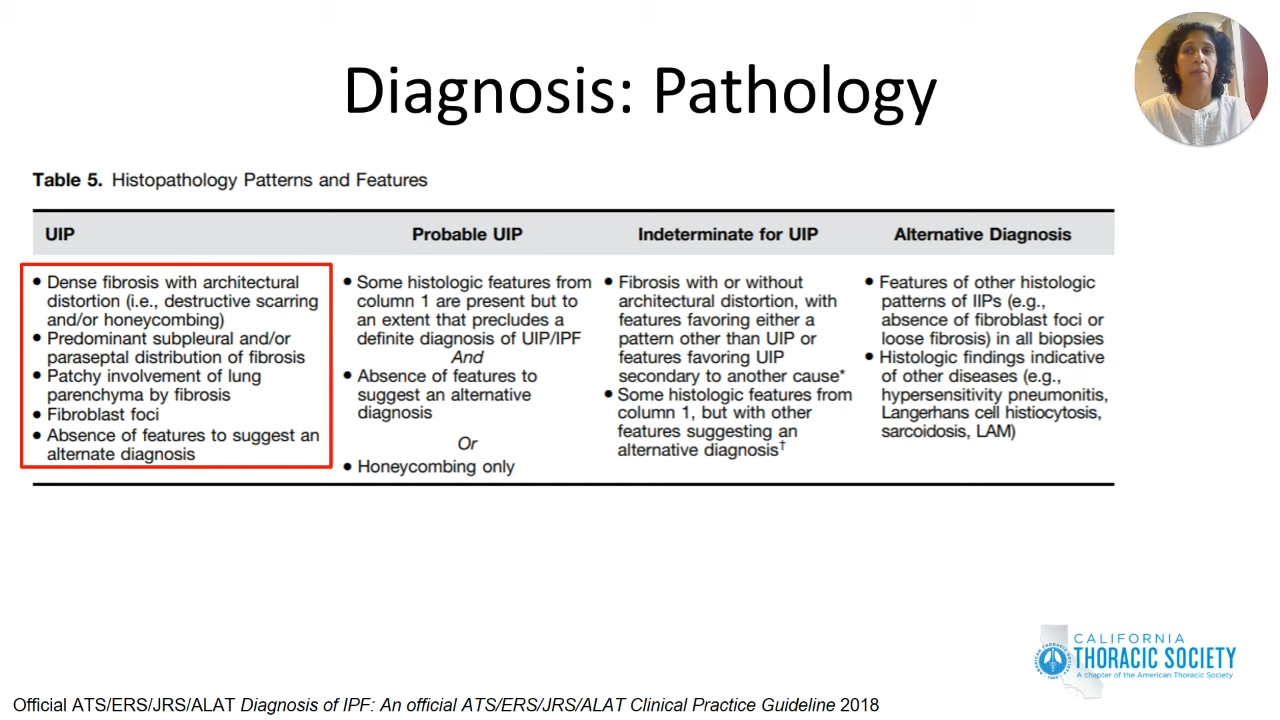 Diagnosis: Pathology
Table 5. Histopathology Patterns and Features
UIP
Probable UIP
Indeterminate for UIP
Alternative Diagnosis
• Dense fibrosis with architectural
distortion (i.e., destructive scarring
and/or honeycombing)
• Predominant subpleural and/or
paraseptal distribution of fibrosis
• Patchy involvement of lung
parenchyma by fibrosis
• Fibroblast foci
• Absence of features to suggest an
alternate diagnosis
• Some histologic features from
column 1 are present but to
an extent that precludes a
definite diagnosis of UIP/IPF
And
• Absence of features to
suggest an alternative
diagnosis
Or
• Honeycombing only
• Fibrosis with or without
architectural distortion, with
features favoring either a
pattern other than UIP or
features favoring UIP
secondary to another cause*
• Some histologic features from
column 1, but with other
features suggesting an
alternative diagnosis†
• Features of other histologic
patterns of IIPs (e.g.,
absence of fibroblast foci or
loose fibrosis) in all biopsies
• Histologic findings indicative
of other diseases (e.g.,
hypersensitivity pneumonitis,
Langerhans cell histiocytosis,
sarcoidosis, LAM)
CALIFORNIA
THORACIC SOCIETY
A chapter of the American Thoracic Society
Official ATS/ERS/JRS/ALAT Diagnosis of IPF: An official ATS/ERS/JRS/ALAT Clinical Practice Guideline 2018